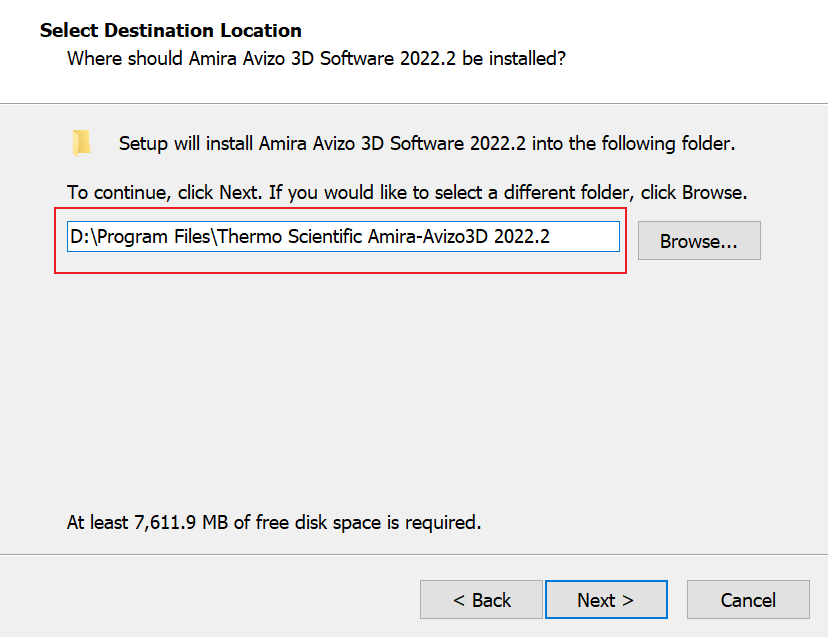 Select Destination Location
Where should Amira Avizo 3D Software 2022.2 be installed?
Setup will install Amira Avizo 3D Software 2022.2 into the following folder.
To continue, click Next. If you would like to select a different folder, click Browse.
D:\Program Files\Thermo Scientific Amira-Avizo3D 2022.2
Browse...
At least 7,611.9 MB of free disk space is required.
< Back
Next >
Cancel